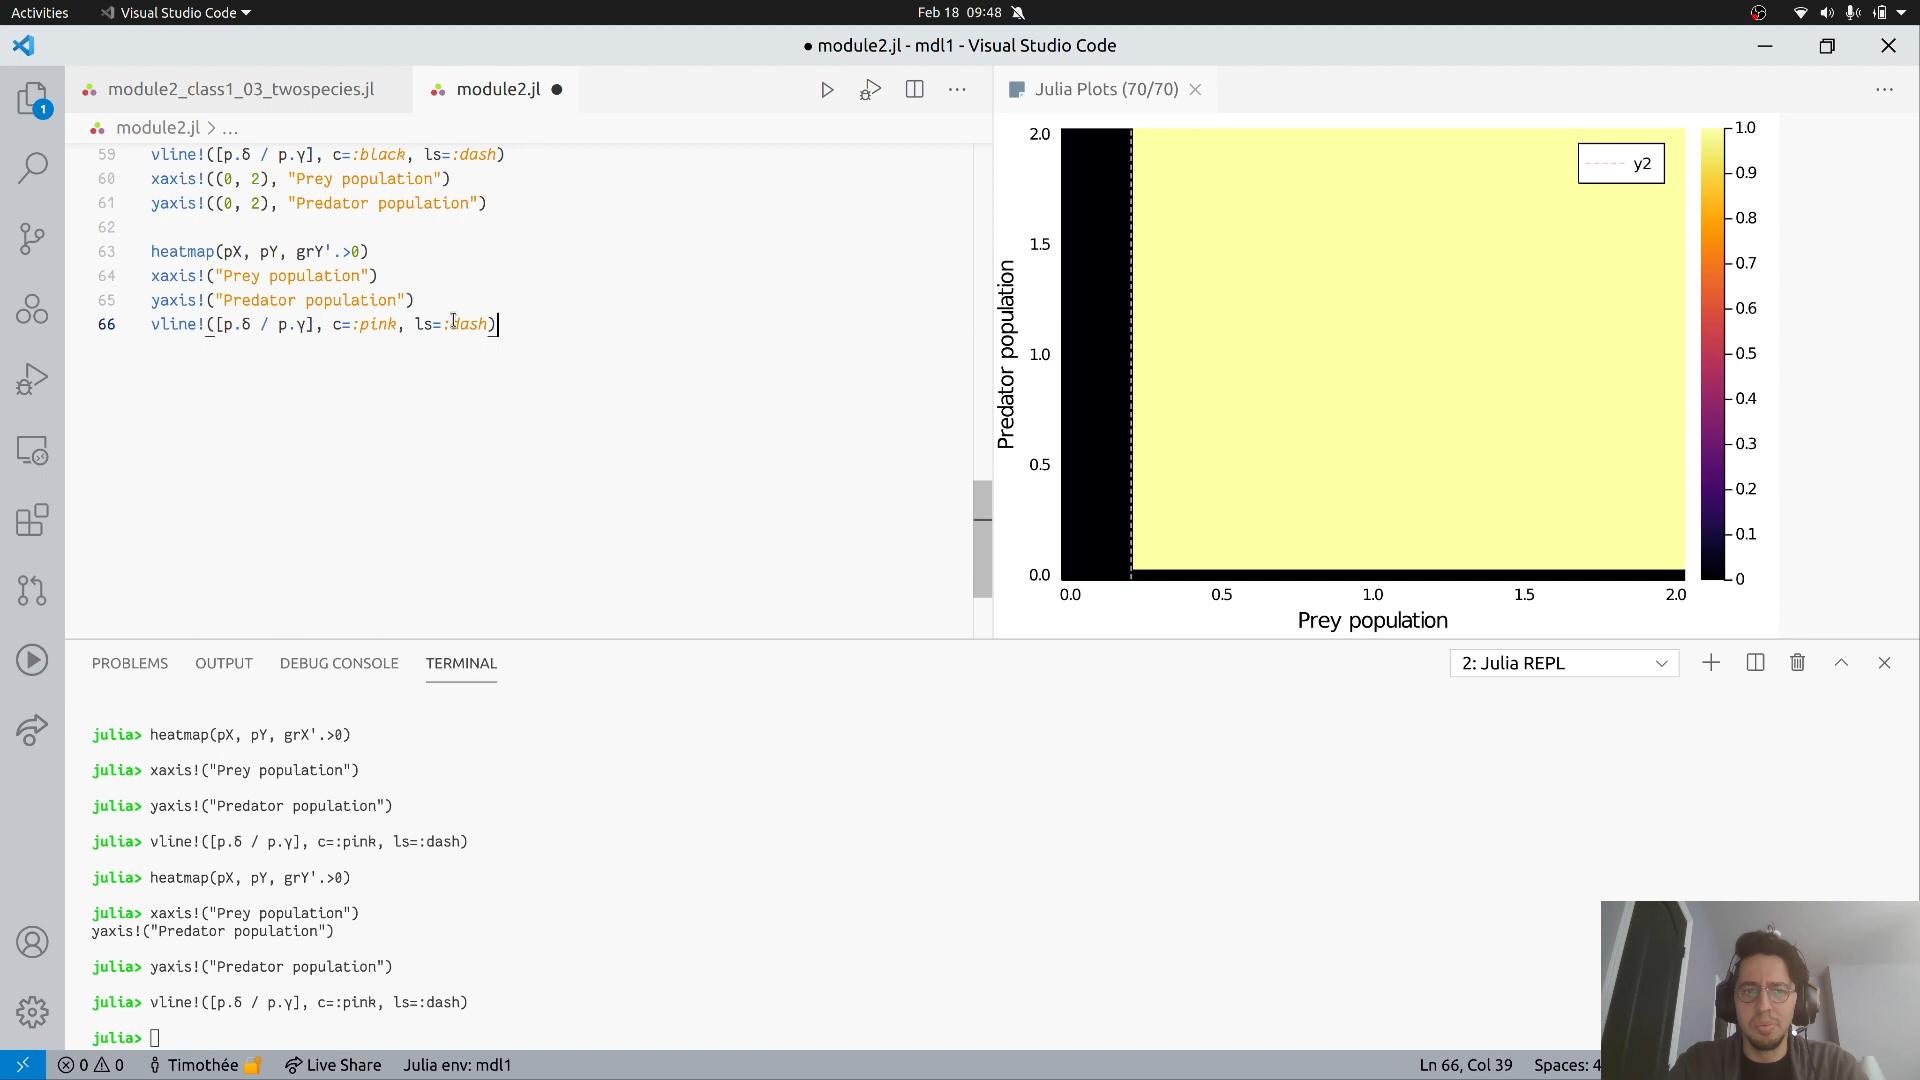 Activities
Visual Studio Code
Feb 18 09:48
● module2.jl - mdl1 - Visual Studio Code
module2_class1_03_twospecies.jl
module2.jl
Julia Plots (70/70)
module2.jl > ...
1
59 vline!([p.δ / p.γ], c=:black, ls=:dash)
60 xaxis!((0, 2), "Prey population")
61 yaxis!((0, 2), "Predator population")
62
63 heatmap(pX, pY, grY'.>0)
64 xaxis!("Prey population")
65 yaxis!("Predator population")
66 vline!([p.δ / p.γ], c=:pink, ls=:dash)
2.0
1.5
1.0
0.5
0.0
Predator population
0.0 0.5 1.0 1.5 2.0
Prey population
y2
1.0
0.9
0.8
0.7
0.6
0.5
0.4
0.3
0.2
0.1
0
PROBLEMS OUTPUT DEBUG CONSOLE TERMINAL
2: Julia REPL
julia> heatmap(pX, pY, grX'.>0)
julia> xaxis!("Prey population")
julia> yaxis!("Predator population")
julia> vline!([p.δ / p.γ], c=:pink, ls=:dash)
julia> heatmap(pX, pY, grY'.>0)
julia> xaxis!("Prey population")
yaxis!("Predator population")
julia> yaxis!("Predator population")
julia> vline!([p.δ / p.γ], c=:pink, ls=:dash)
julia>
0 0 Timothée Live Share Julia env: mdl1
Ln 66, Col 39 Spaces: 4